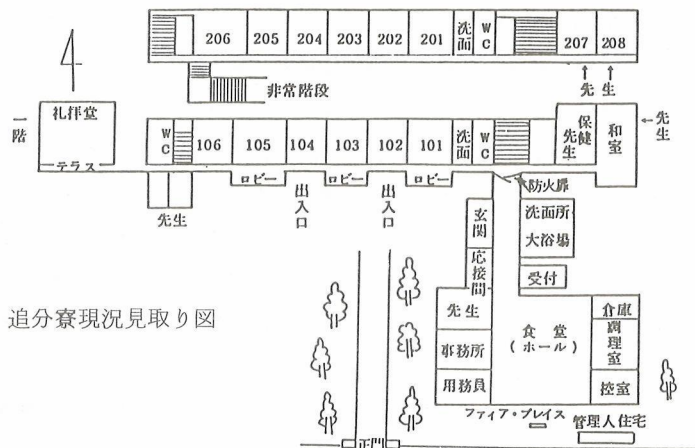 206 205 204 203 202 201 洗面 WC 207 208
先生
非常階段
一階
礼拝堂
テラス
WC 106 105 104 103 102 101 洗面 WC 保健先生 和室
←先生
ロビー ロビー ロビー
出入口 出入口
先生
防火扉
玄関 洗面所
大浴場
応接間 受付
先生 食堂 倉庫
(ホール) 調理室
事務所
用務員 控室
ファイア・プレイス 管理人住宅
追分寮現況見取り図
正門